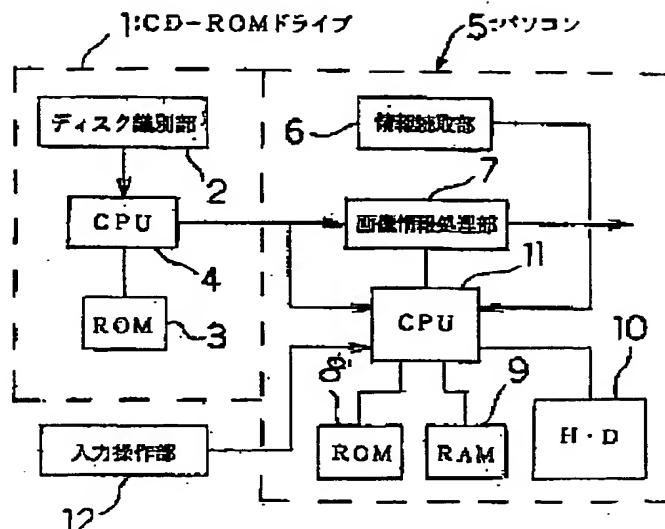 1:CD-ROMドライブ
5:パソコン
ディスク識別部
2
CPU
4
ROM
3
6
情報読取部
7
画像情報処理部
11
CPU
8
ROM
9
RAM
10
H・D
入力操作部
12